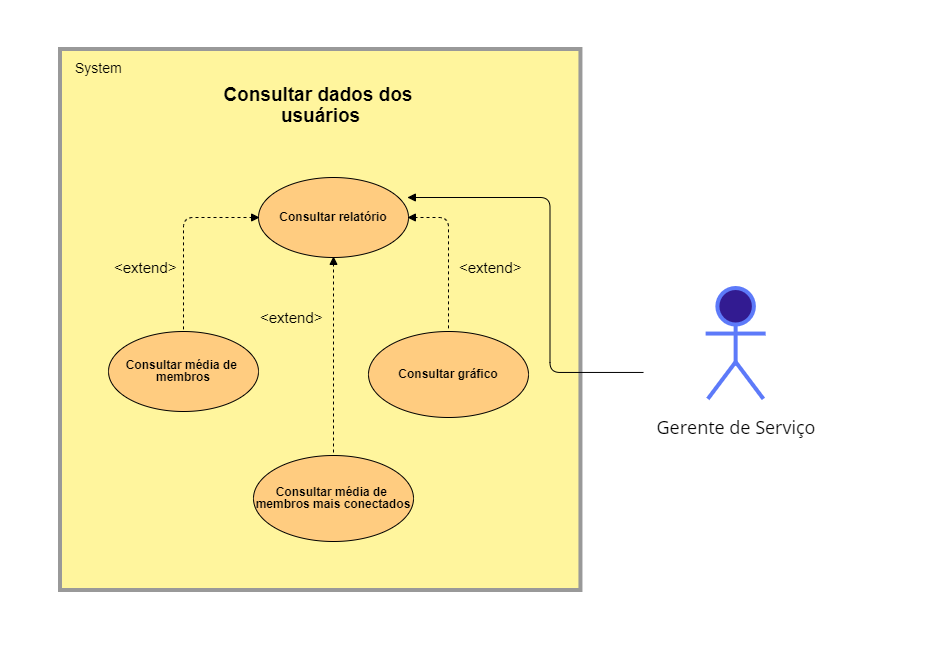 System
Consultar dados dos
usuários
Consultar relatório
<extend>
<extend>
<extend>
Consultar média de
membros
Consultar gráfico
Consultar média de
membros mais conectados
Gerente de Serviço